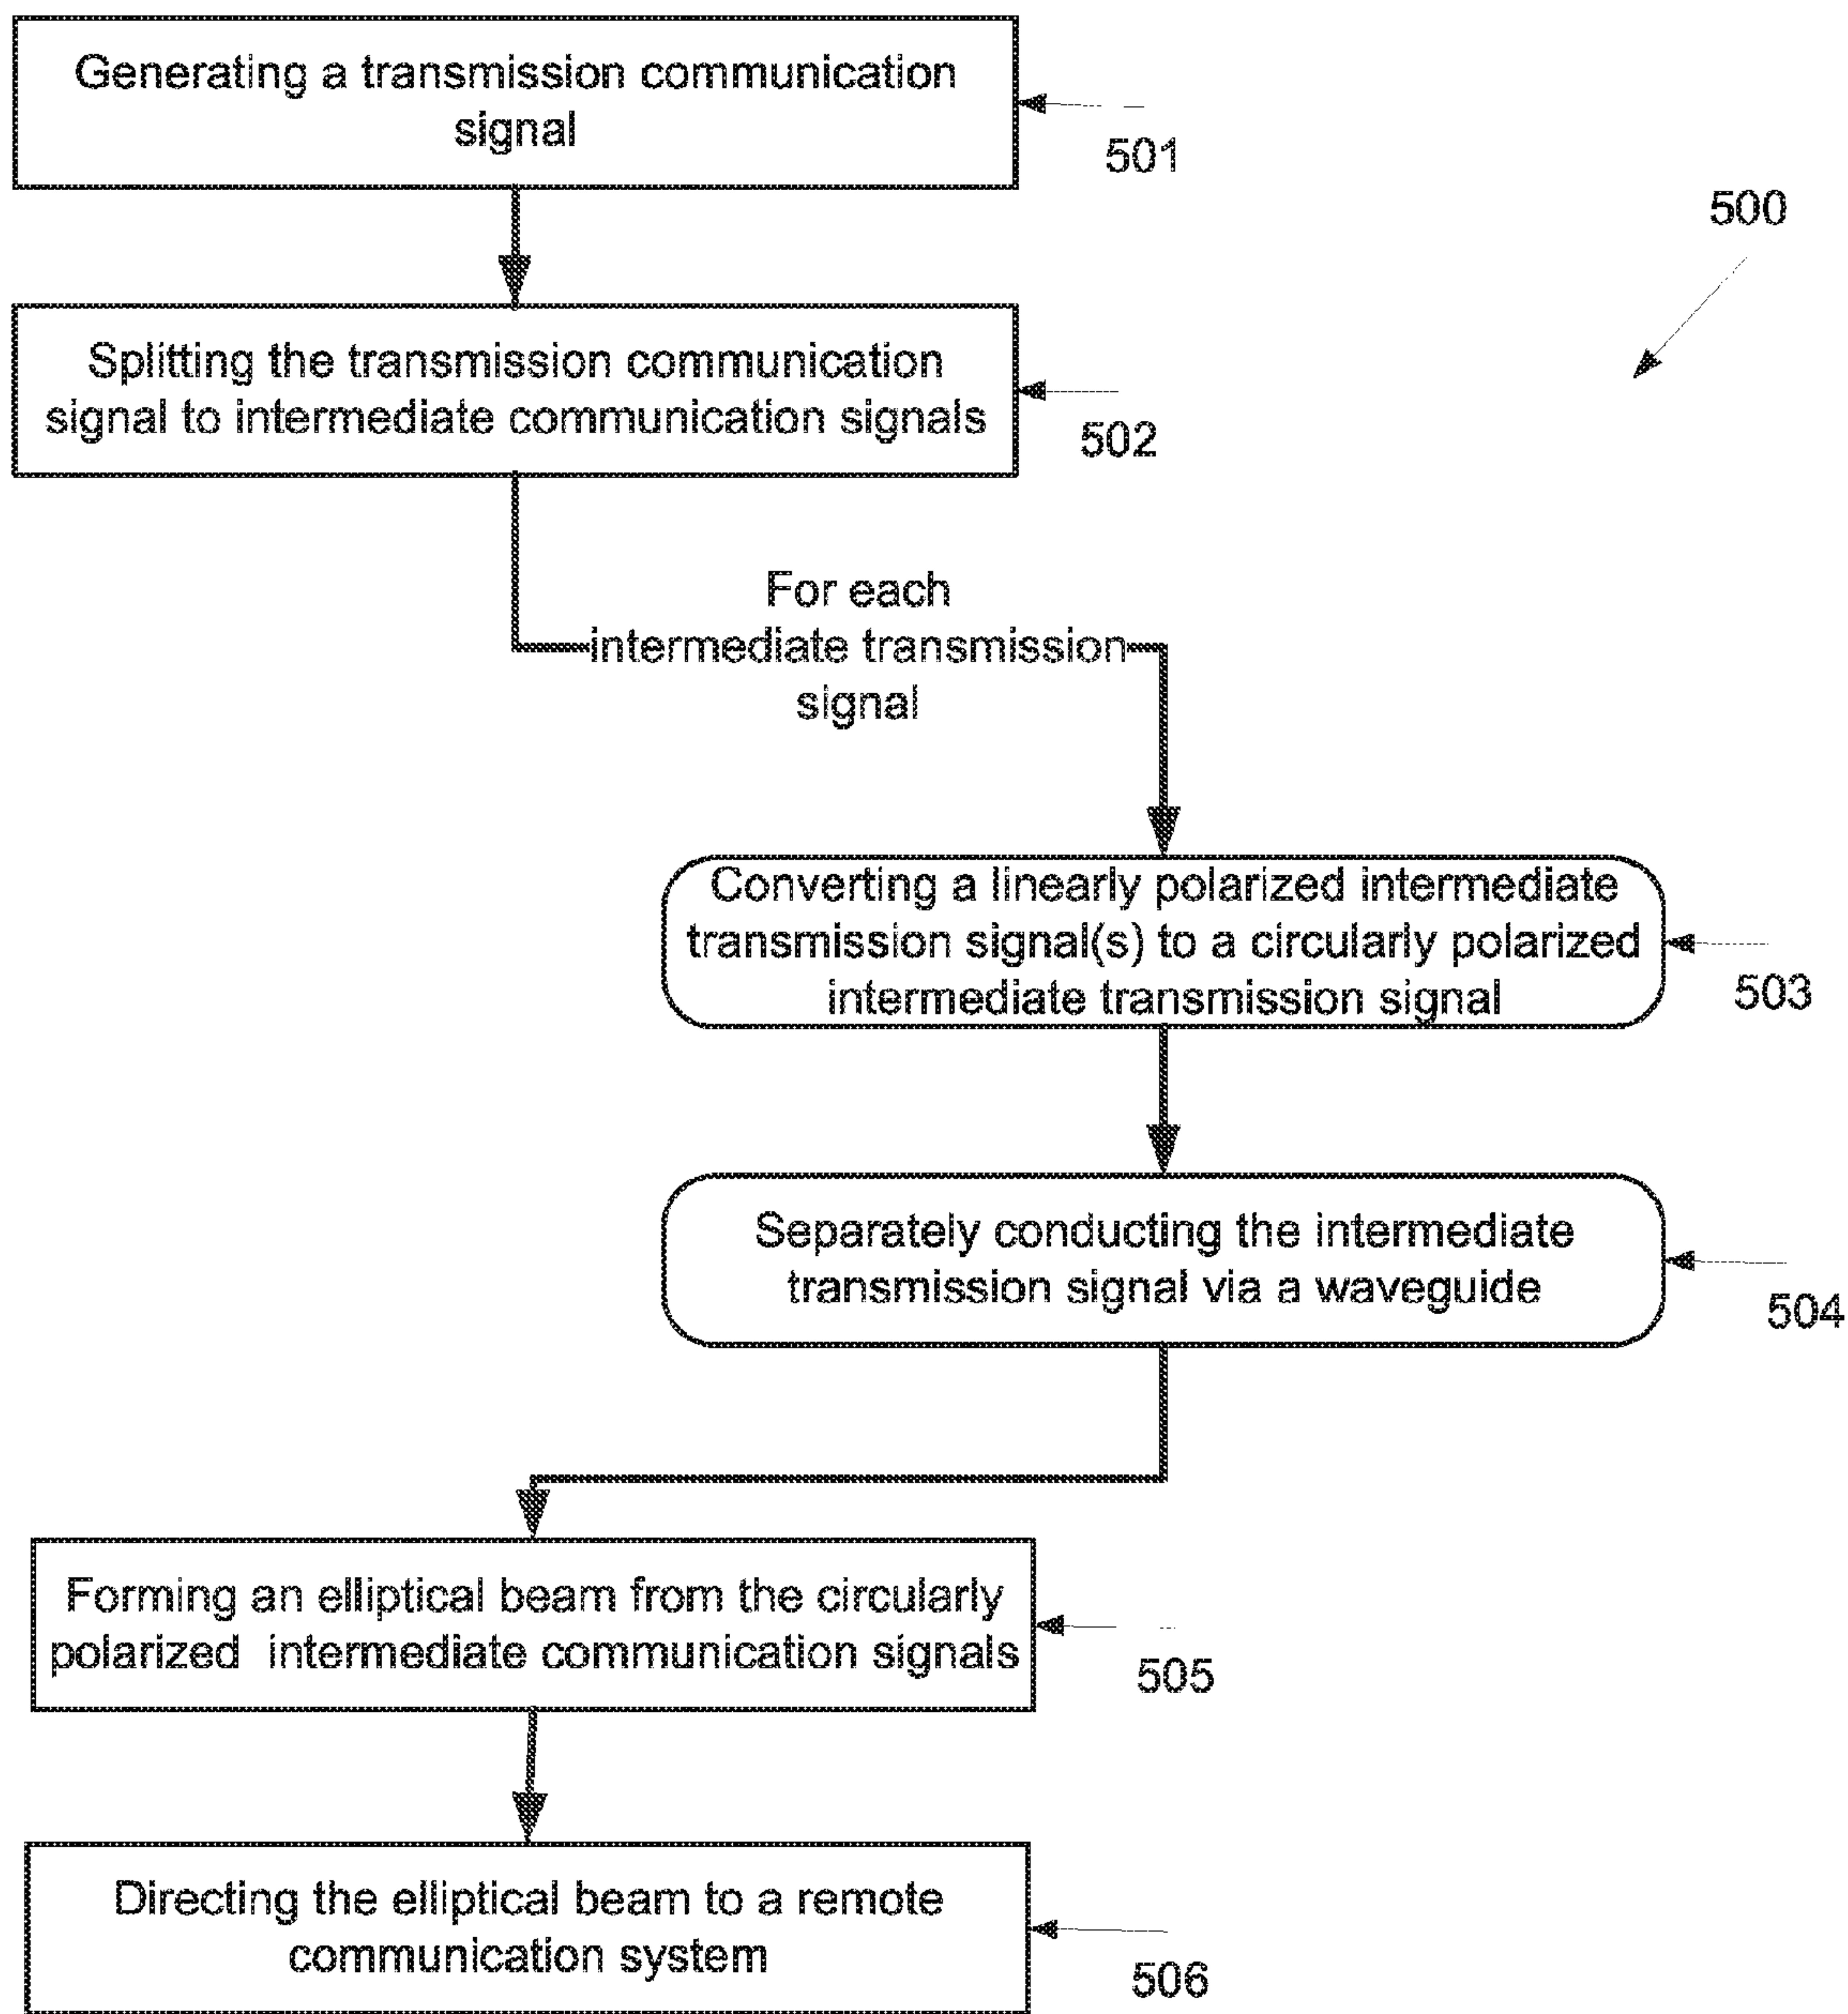 Generating a transmission communication
signal
501
500
Splitting the transmission communication
signal to intermediate communication signals
502
For each
intermediate transmission
signal
Converting a linearly polarized intermediate
transmission signal(s) to a circularly polarized
intermediate transmission signal
503
Separately conducting the intermediate
transmission signal via a waveguide
504
Forming an elliptical beam from the circularly
polarized intermediate communication signals
505
Directing the elliptical beam to a remote
communication system
506